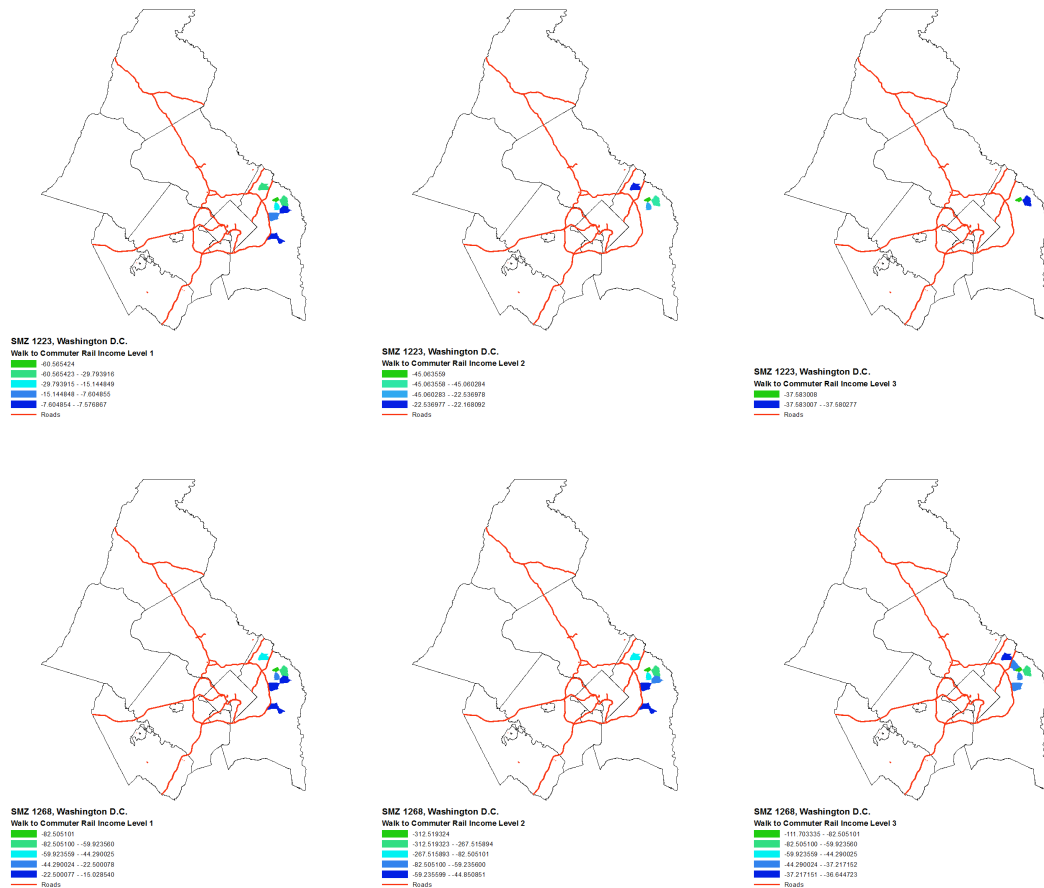 SMZ 1223, Washington D.C.
Walk to Commuter Rail Income Level 1
-60.565424
-60.565423 - -29.793916
-29.793915 - -15.144849
-15.144848 - -7.604855
-7.604854 - -7.576867
Roads
SMZ 1223, Washington D.C.
Walk to Commuter Rail Income Level 2
-45.063559
-45.063558 - -45.060284
-45.060283 - -22.536978
-22.536977 - -22.168092
Roads
SMZ 1223, Washington D.C.
Walk to Commuter Rail Income Level 3
-37.583008
-37.583007 - -37.580277
Roads
SMZ 1268, Washington D.C.
Walk to Commuter Rail Income Level 1
-82.505101
-82.505100 - -59.923560
-59.923559 - -44.290025
-44.290024 - -22.500078
-22.500077 - -15.028540
Roads
SMZ 1268, Washington D.C.
Walk to Commuter Rail Income Level 2
-312.519324
-312.519323 - -267.515894
-267.515893 - -82.505101
-82.505100 - -59.235600
-59.235599 - -44.850851
Roads
SMZ 1268, Washington D.C.
Walk to Commuter Rail Income Level 3
-111.703335 - -82.505101
-82.505100 - -59.923560
-59.923559 - -44.290025
-44.290024 - -37.217152
-37.217151 - -36.644723
Roads